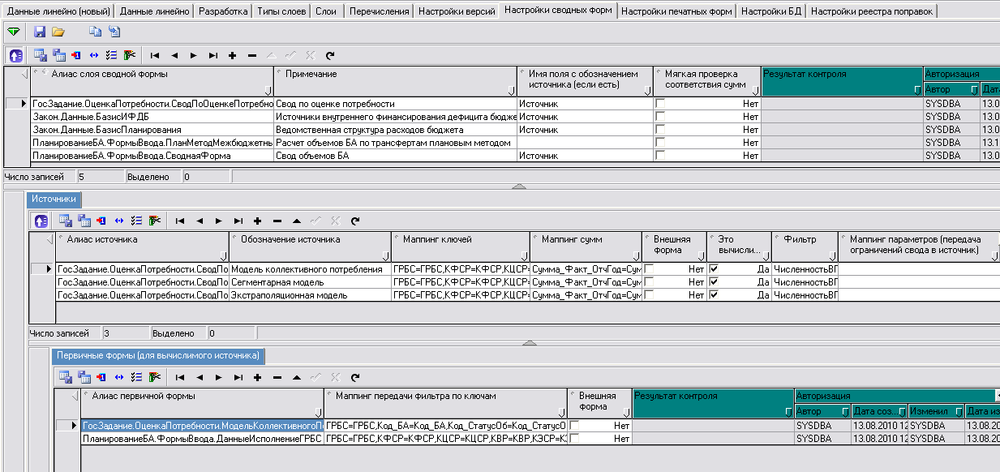 Данные линейно (новый) Данные линейно Разработка Типы слоев Слои Перечисления Настройки версий Настройки сводных форм Настройки печатных форм Настройки БД Настройки реестра поправок
Алиас слоя сводной формы Примечание Имя поля с обозначением источника (если есть) Мягкая проверка соответствия сумм Результат контроля Авторизация
Автор Дат
ГосЗадание.ОценкаПотребности.СводПоОценкеПотребно Свод по оценке потребности Источник Нет SYSDBA 13.0
Закон.Данные.БазисИФДБ Источники внутреннего финансирования дефицита бюдже Источник Нет SYSDBA 13.0
Закон.Данные.БазисПланирования Ведомственная структура расходов бюджета Источник Нет SYSDBA 13.0
ПланированиеБА.ФормыВвода.ПланМетодМежбюджетнь Расчет объемов БА по трансфертам плановым методом Нет SYSDBA 13.1
ПланированиеБА.ФормыВвода.СводнаяФорма Свод объемов БА Источник Нет SYSDBA 13.0
Число записей 5 Выделено 0
Источники
Алиас источника Обозначение источника Маппинг ключей Маппинг сумм Внешняя форма Это вычисли... Фильтр Маппинг параметров (передача ограничений свода в источник)
ГосЗадание.ОценкаПотребности.СводПо Модель коллективного потребления ГРБС=ГРБС,КФСР=КФСР,КЦСР= Сумма_Факт_ОтчГод=Сум Нет Да ЧисленностьВГ
ГосЗадание.ОценкаПотребности.СводПо Сегментарная модель ГРБС=ГРБС,КФСР=КФСР,КЦСР= Сумма_Факт_ОтчГод=Сум Нет Да ЧисленностьВГ
ГосЗадание.ОценкаПотребности.СводПо Экстраполяционная модель ГРБС=ГРБС,КФСР=КФСР,КЦСР= Сумма_Факт_ОтчГод=Сум Нет Да ЧисленностьВГ
Число записей 3 Выделено 0
Первичные формы (для вычислимого источника)
Алиас первичной формы Маппинг передачи фильтра по ключам Внешняя форма Результат контроля Авторизация
Автор Дата соз... Изменил Дата из
ГосЗадание.ОценкаПотребности.МодельКоллективногоП ГРБС=ГРБС,Код_БА=Код_БА,Код_СтатусОб=Код_СтатусО Нет SYSDBA 13.08.2010 12 SYSDBA 13.08.20
ПланированиеБА.ФормыВвода.ДанныеИсполнениеГРБС ГРБС=ГРБС,КФСР=КФСР,КЦСР=КЦСР,КВР=КВР,КЭСР=К Нет SYSDBA 13.08.2010 12 SYSDBA 13.08.20